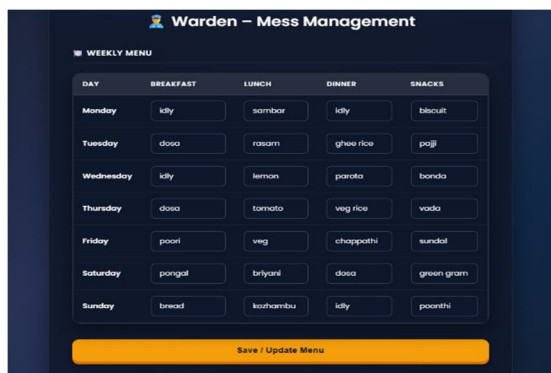 Warden – Mess Management
WEEKLY MENU
DAY BREAKFAST LUNCH DINNER SNACKS
Monday idly sambar idly biscuit
Tuesday dosa rasam ghee rice pajji
Wednesday idly lemon parota bonda
Thursday dosa tomato veg rice vada
Friday poori veg chappathi sundal
Saturday pongal briyani dosa green gram
Sunday bread kozhambu idly poonthi
Save / Update Menu